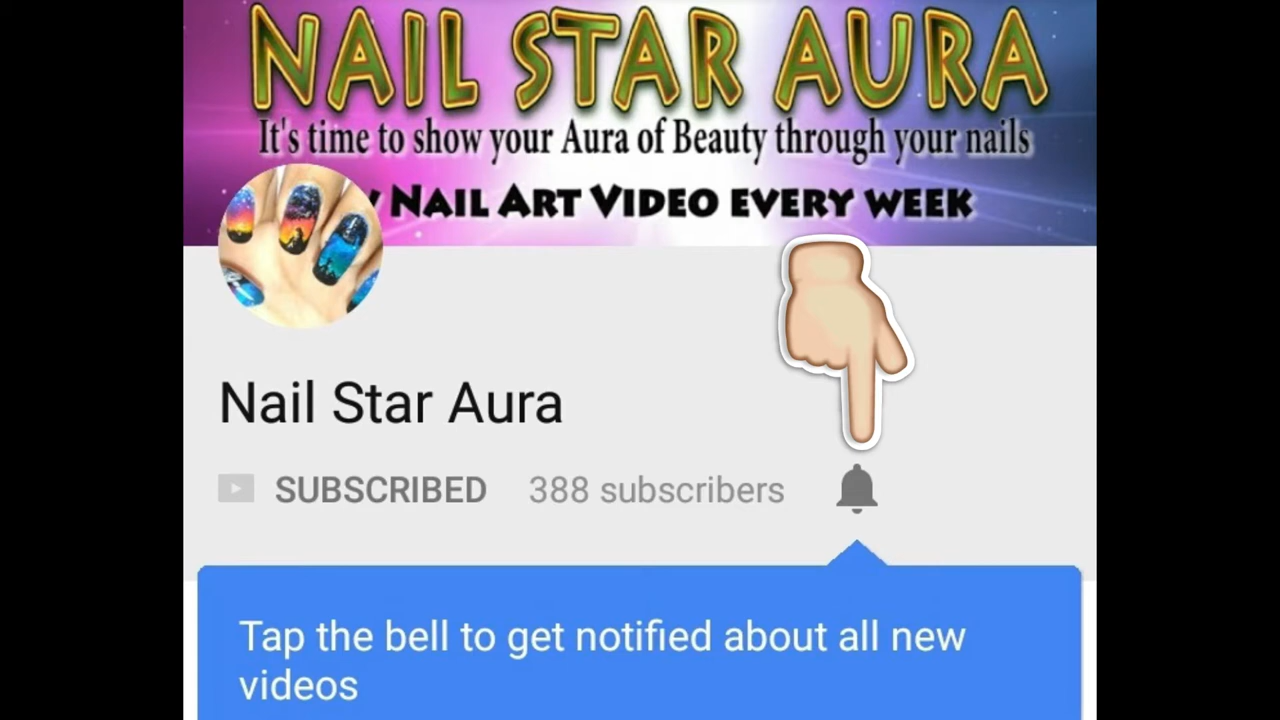 NAIL STAR AURA
It's time to show your Aura of Beauty through your nails
NAIL ART VIDEO EVERY WEEK
Nail Star Aura
SUBSCRIBED 388 subscribers
Tap the bell to get notified about all new
videos